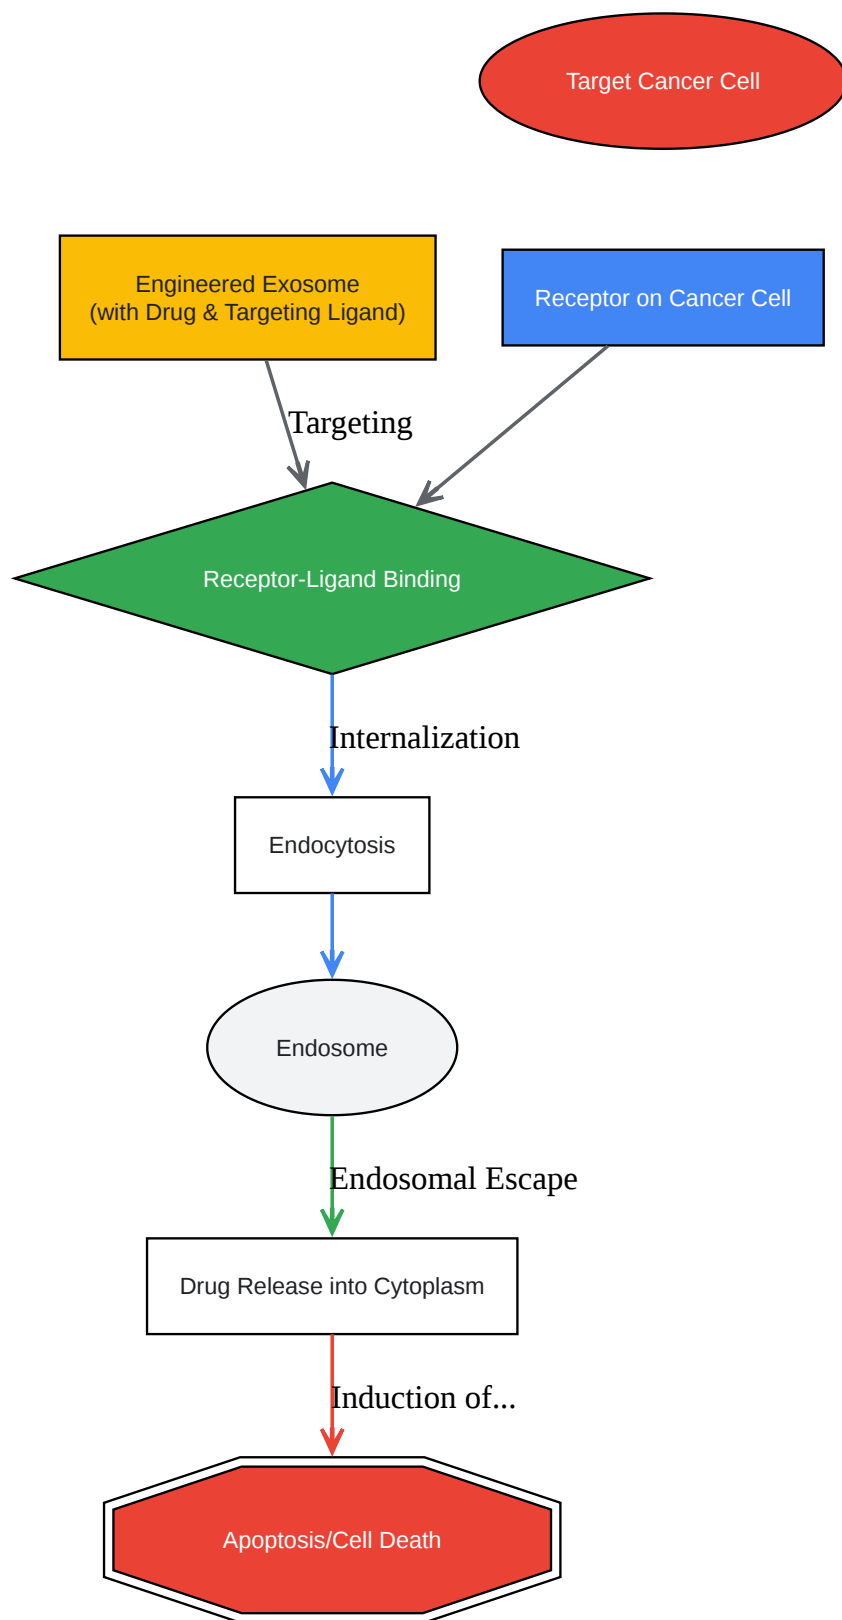 Target Cancer Cell
Engineered Exosome
(with Drug & Targeting Ligand)
Receptor on Cancer Cell
Targeting
Receptor-Ligand Binding
Internalization
Endocytosis
Endosome
Endosomal Escape
Drug Release into Cytoplasm
Induction of...
Apoptosis/Cell Death